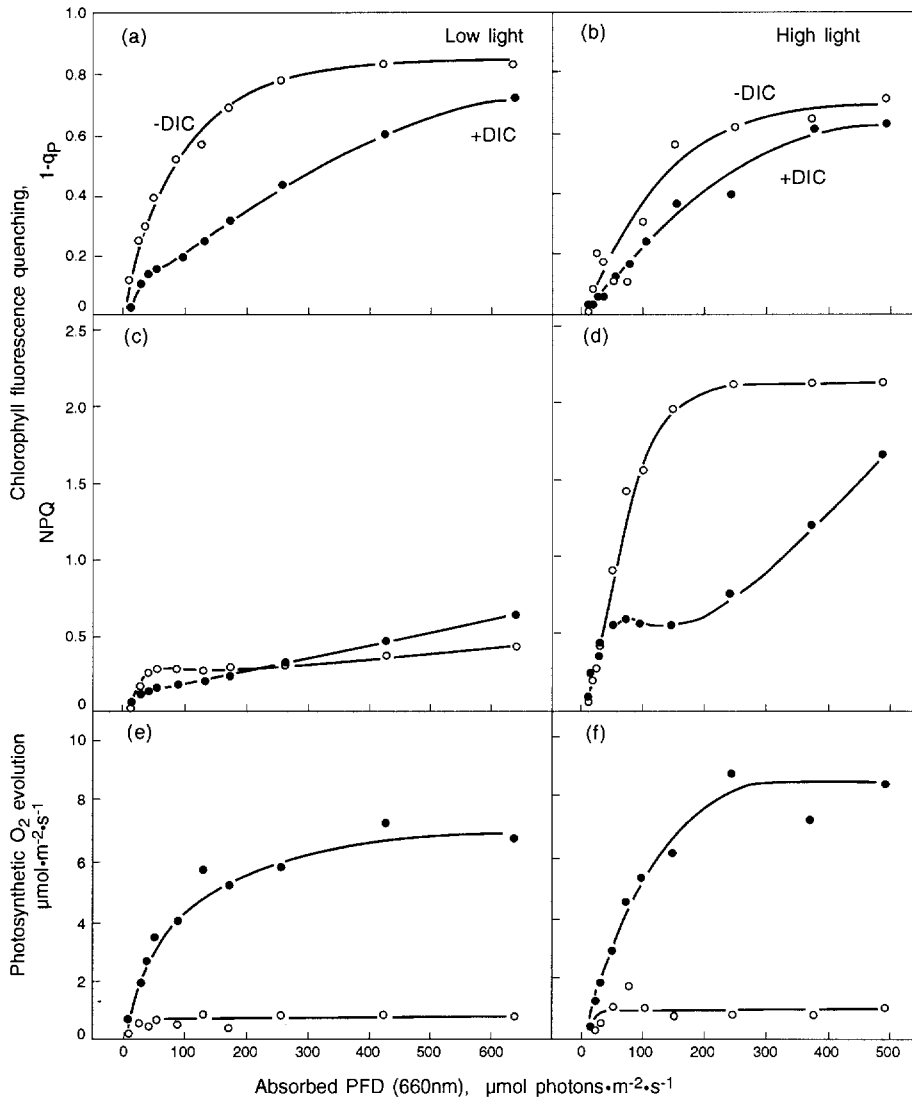 (a)
Low light
-DIC
+DIC
1.0
0.8
0.6
0.4
0.2
0
(b)
High light
-DIC
+DIC
Chlorophyll fluorescence quenching,
1-qP
NPQ
(c)
2.5
2.0
1.5
1.0
0.5
0
(d)
Photosynthetic O2 evolution
μmol•m-2•s-1
(e)
10
8
6
4
2
0
(f)
0 100 200 300 400 500 600
0 100 200 300 400 500
Absorbed PFD (660nm), μmol photons•m-2•s-1